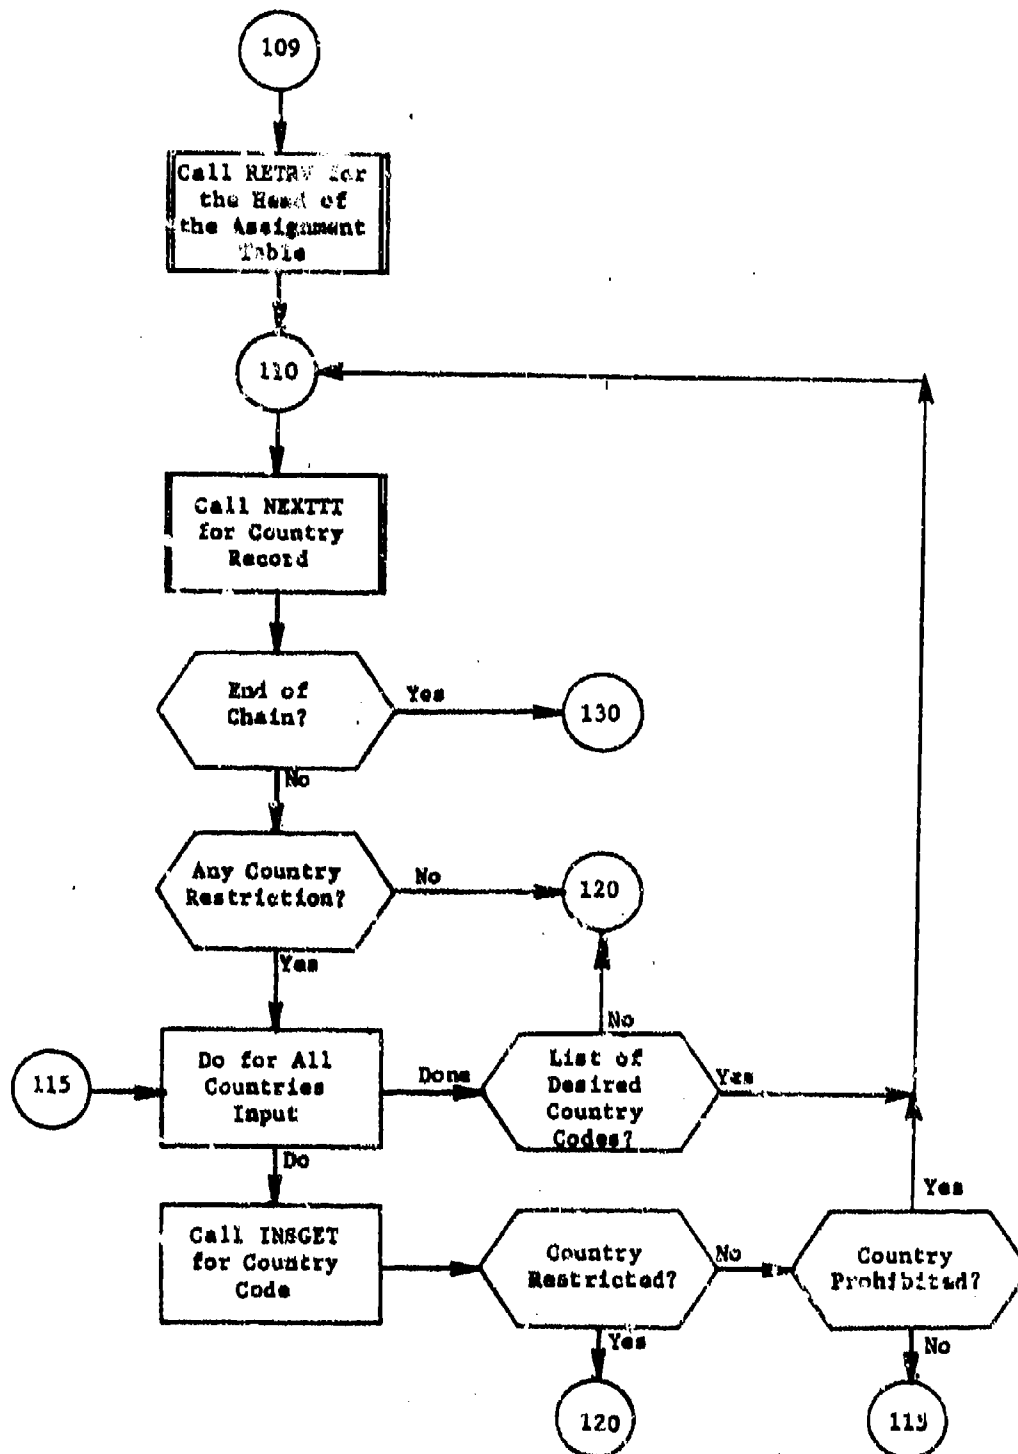 109
Call RETRV for
the Head of
the Assignment
Table
110
Call NEXTTT
for Country
Record
End of
Chain?
Yes
130
No
Any Country
Restriction?
No
120
Yes
No
115
Do for All
Countries
Input
Done
List of
Desired
Country
Codes?
Yes
Do
Yes
Call INSGET
for Country
Code
Country
Restricted?
No
Country
Prohibited?
Yes
No
120
115